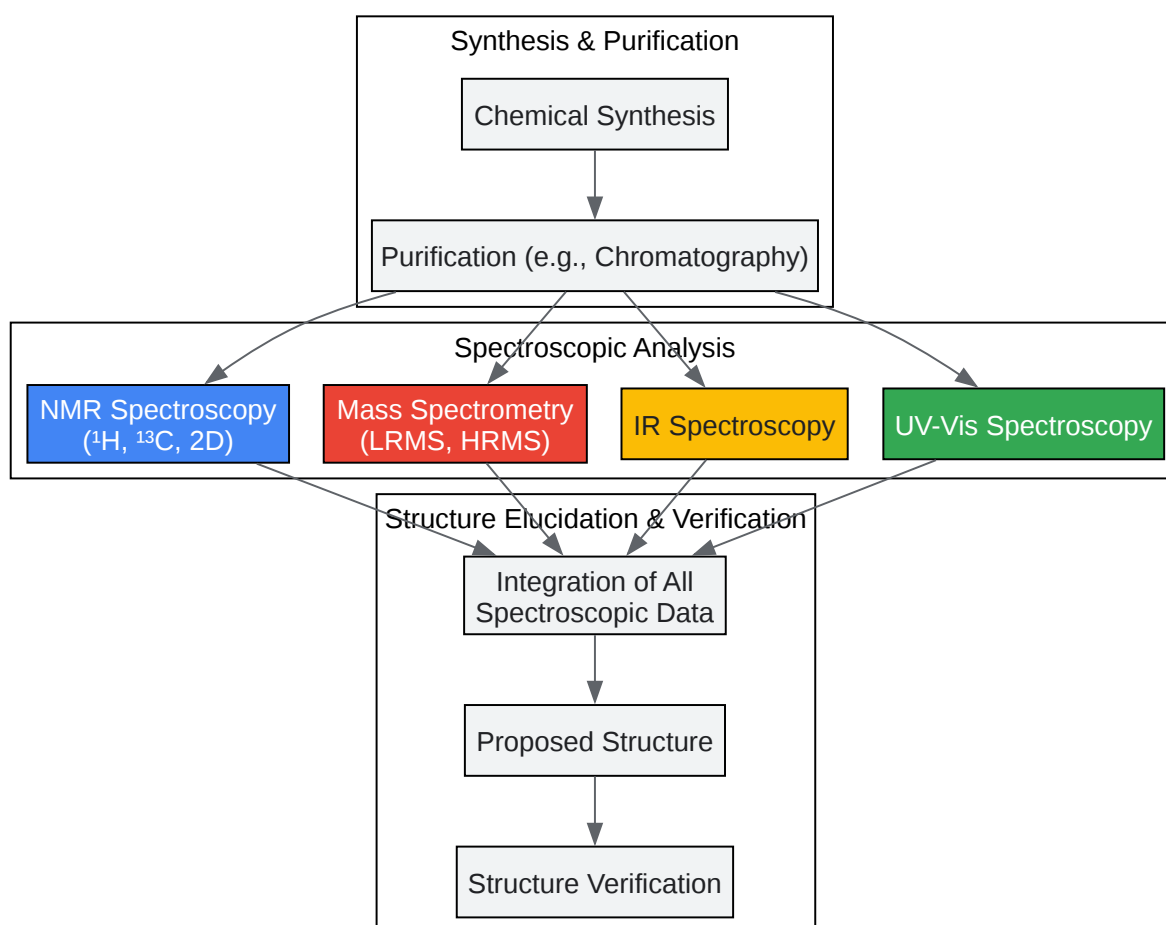 Synthesis & Purification
Chemical Synthesis
Purification (e.g., Chromatography)
Spectroscopic Analysis
NMR Spectroscopy
(¹H, ¹³C, 2D)
Mass Spectrometry
(LRMS, HRMS)
IR Spectroscopy
UV-Vis Spectroscopy
Structure Elucidation & Verification
Integration of All
Spectroscopic Data
Proposed Structure
Structure Verification